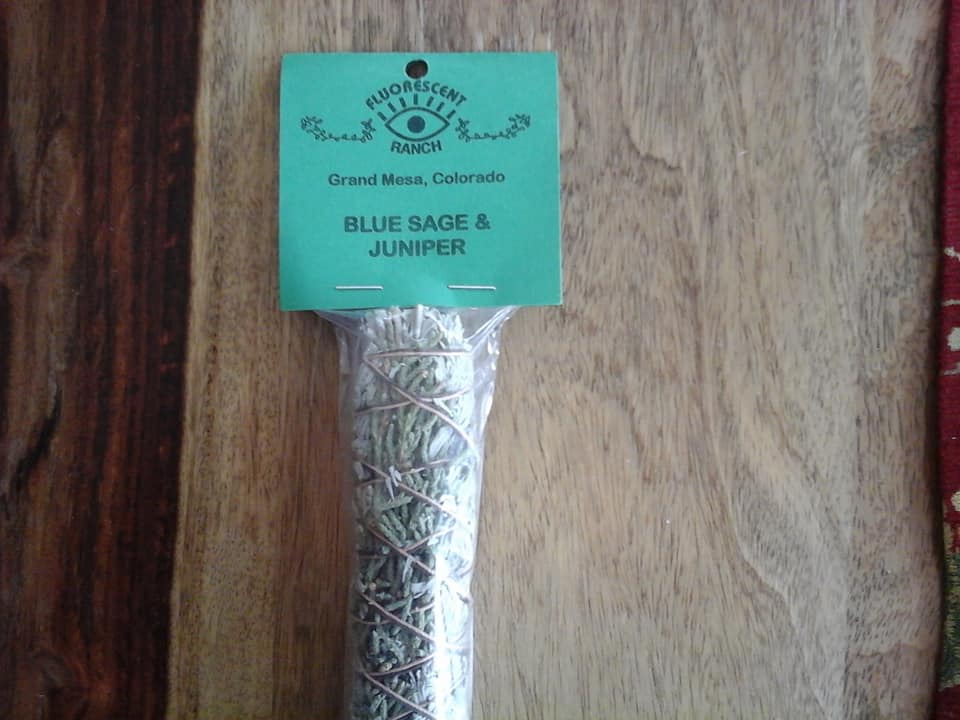 FLUORESCENT
RANCH
Grand Mesa, Colorado
BLUE SAGE &
JUNIPER